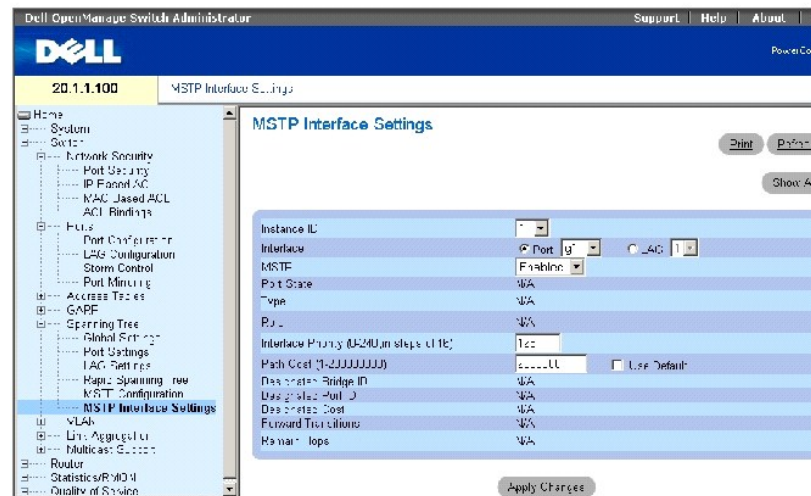 Dell OpenManage Switch Administrator
Support | Help | About |
DELL
20.1.1.100
MSTP Interface Settings
Home
System
Switch
Network Security
Port Security
IP Based ACL
MAC Based ACL
ACL Bindings
Ports
Port Configuration
LAG Configuration
Storm Control
Port Mirroring
Address Tables
GARP
Spanning Tree
Global Settings
Port Settings
LAG Settings
Rapid Spanning Tree
MSTP Configuration
MSTP Interface Settings
VLAN
Link Aggregation
Multicast Support
Router
Statistics/RMON
Quality of Service
MSTP Interface Settings
Print
Show A
Instance ID 1
Interface Port g1 LAG 1
MSTP Enabled
Port State N/A
Type N/A
Role N/A
Interface Priority (0-240,in steps of 16) 128
Path Cost (1-200000000) Use Default
Designated Bridge ID N/A
Designated Port ID N/A
Designated Cost N/A
Forward Transitions N/A
Remain Hops N/A
Apply Changes